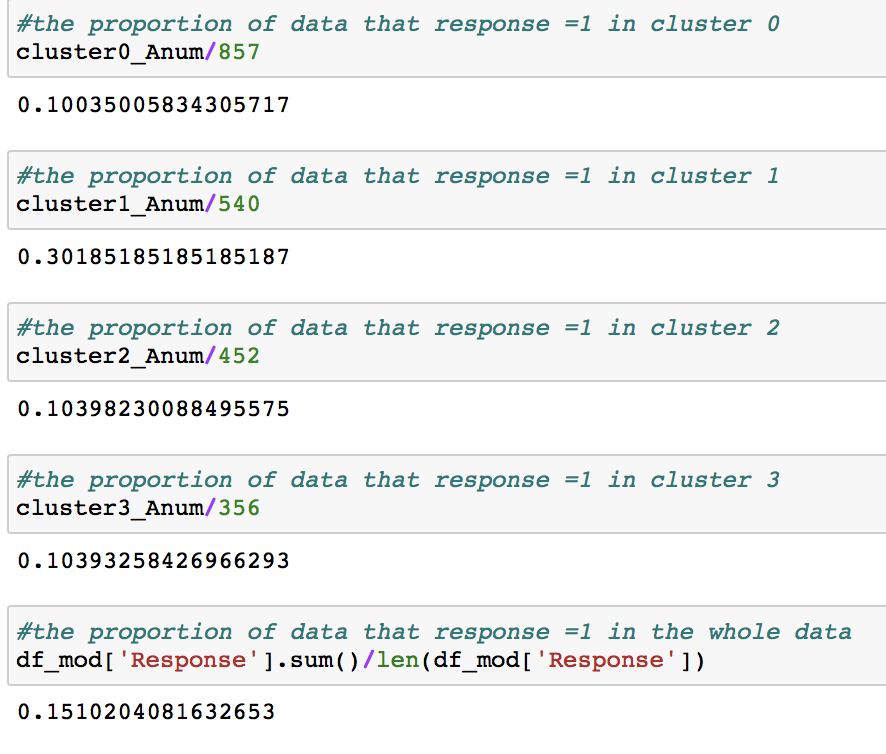 #the proportion of data that response =1 in cluster 0
cluster0_Anum/857
0.10035005834305717
#the proportion of data that response =1 in cluster 1
cluster1_Anum/540
0.30185185185185187
#the proportion of data that response =1 in cluster 2
cluster2_Anum/452
0.10398230088495575
#the proportion of data that response =1 in cluster 3
cluster3_Anum/356
0.10393258426966293
#the proportion of data that response =1 in the whole data
df_mod['Response'].sum()/len(df_mod['Response'])
0.1510204081632653